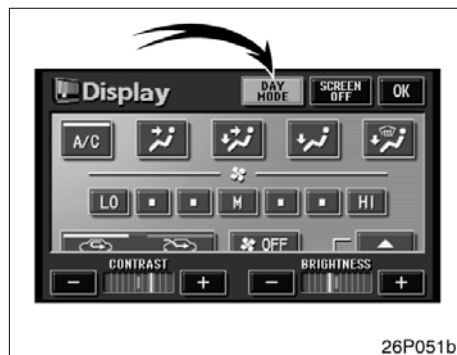 Display
DAY MODE
SCREEN OFF
OK
A/C
LO
M
HI
OFF
CONTRAST
BRIGHTNESS
- + - +
26P051b